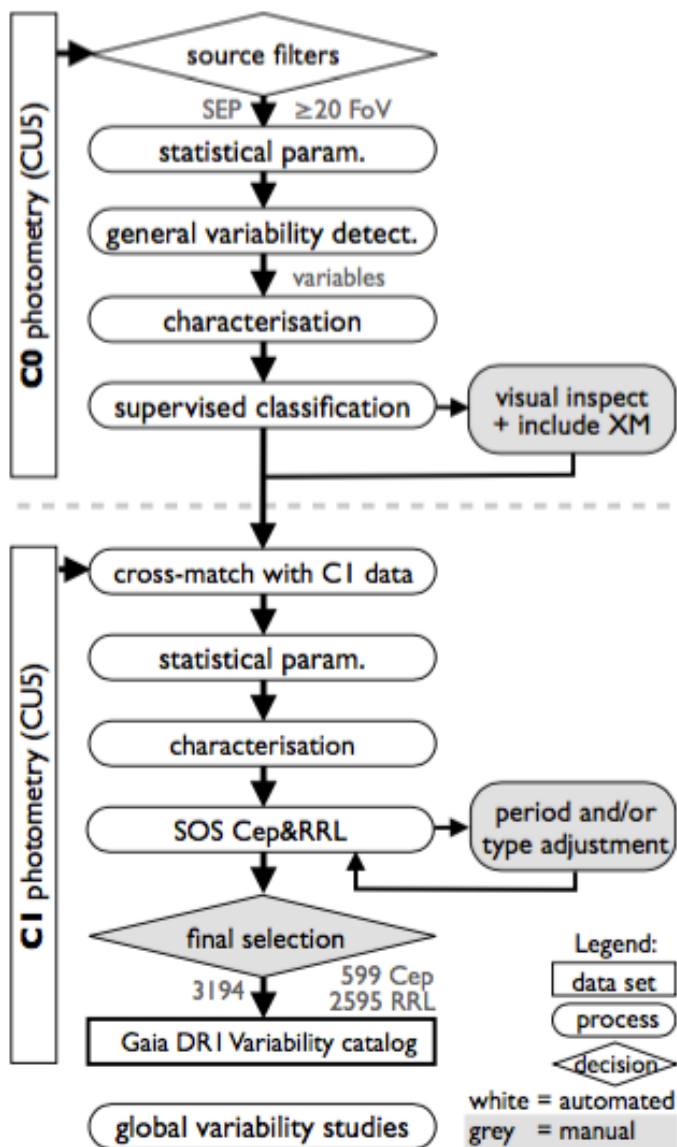 C0 photometry (CU5)
source filters
SEP ≥20 FoV
statistical param.
general variability detect.
variables
characterisation
supervised classification
visual inspect
+ include XM
C1 photometry (CU5)
cross-match with C1 data
statistical param.
characterisation
SOS Cep&RRL
period and/or
type adjustment
final selection
3194
599 Cep
2595 RRL
Gaia DR1 Variability catalog
global variability studies
Legend:
data set
process
decision
white = automated
grey = manual